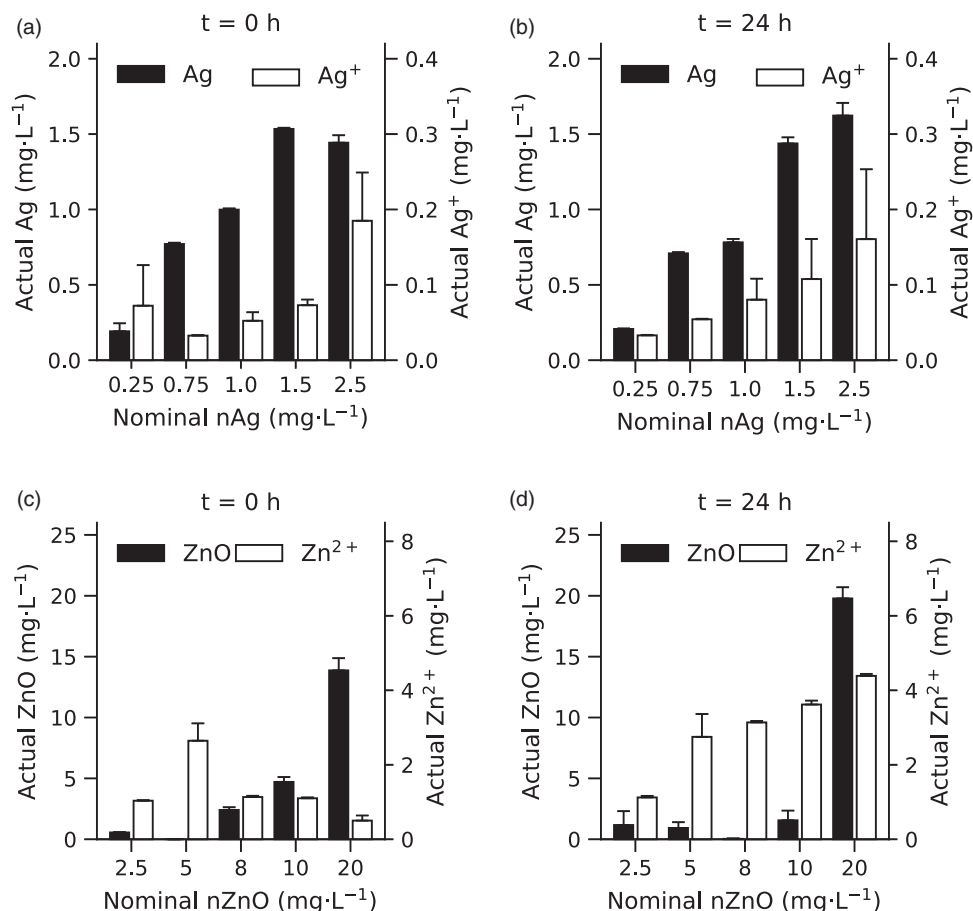 (a)
t = 0 h
Ag
Ag⁺
Actual Ag (mg·L⁻¹)
2.0
1.5
1.0
0.5
0.0
Actual Ag⁺ (mg·L⁻¹)
0.4
0.3
0.2
0.1
0.0
0.25 0.75 1.0 1.5 2.5
Nominal nAg (mg·L⁻¹)
(b)
t = 24 h
Ag
Ag⁺
Actual Ag (mg·L⁻¹)
2.0
1.5
1.0
0.5
0.0
Actual Ag⁺ (mg·L⁻¹)
0.4
0.3
0.2
0.1
0.0
0.25 0.75 1.0 1.5 2.5
Nominal nAg (mg·L⁻¹)
(c)
t = 0 h
ZnO
Zn²⁺
Actual ZnO (mg·L⁻¹)
25
20
15
10
5
0
Actual Zn²⁺ (mg·L⁻¹)
8
6
4
2
0
2.5 5 8 10 20
Nominal nZnO (mg·L⁻¹)
(d)
t = 24 h
ZnO
Zn²⁺
Actual ZnO (mg·L⁻¹)
25
20
15
10
5
0
Actual Zn²⁺ (mg·L⁻¹)
8
6
4
2
0
2.5 5 8 10 20
Nominal nZnO (mg·L⁻¹)